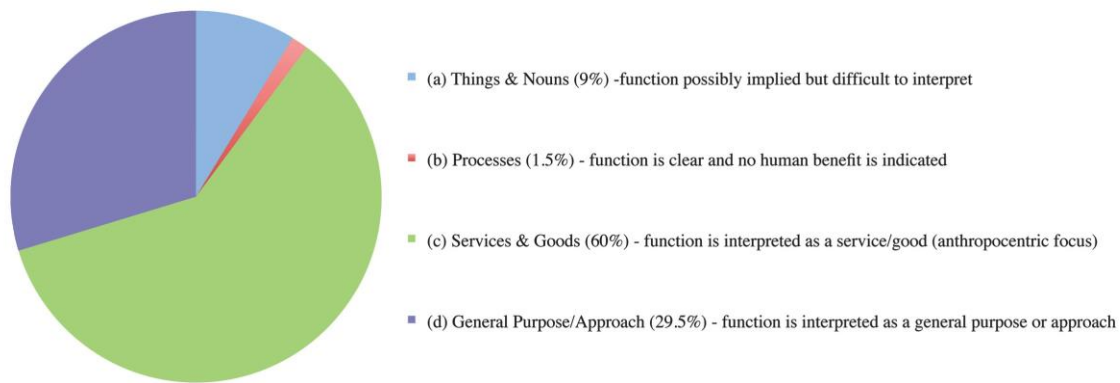 (a) Things & Nouns (9%) -function possibly implied but difficult to interpret
(b) Processes (1.5%) - function is clear and no human benefit is indicated
(c) Services & Goods (60%) - function is interpreted as a service/good (anthropocentric focus)
(d) General Purpose/Approach (29.5%) - function is interpreted as a general purpose or approach